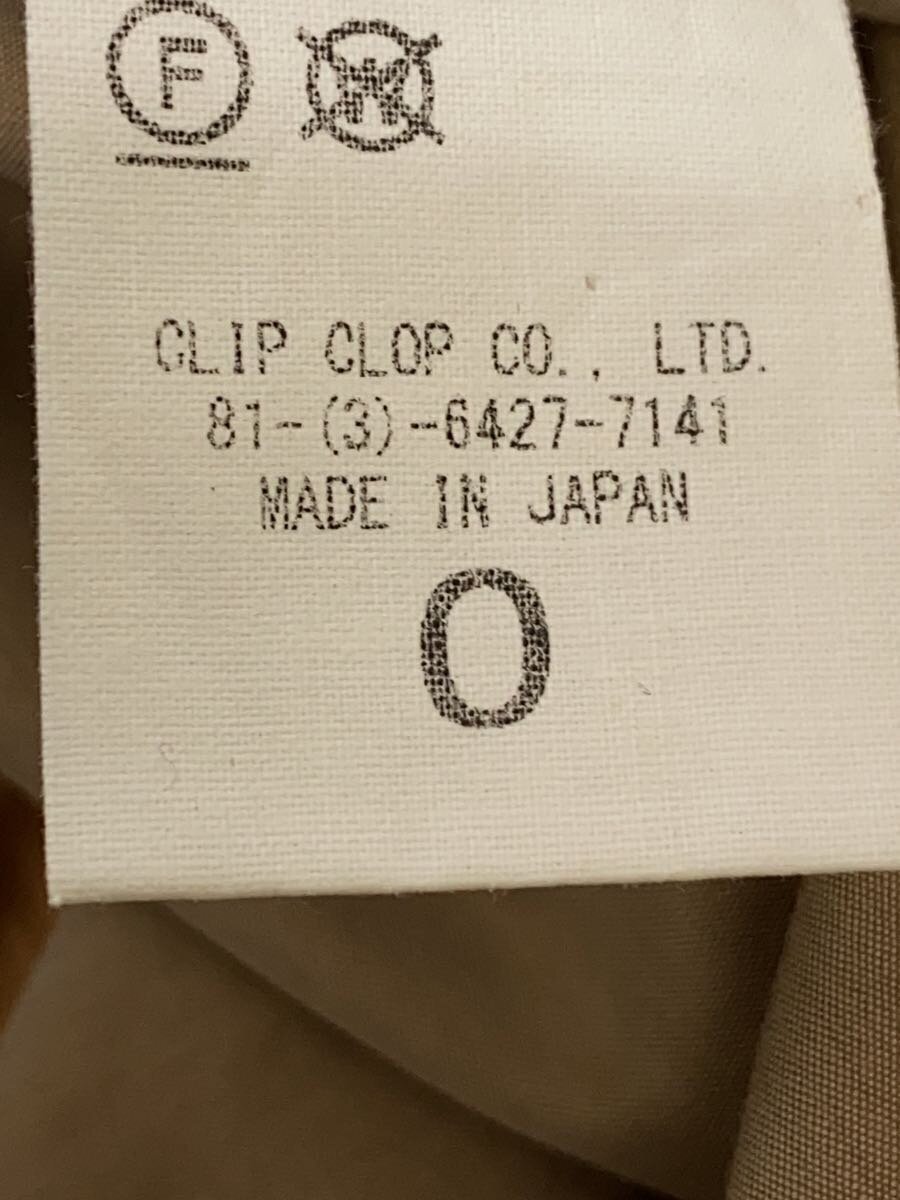 F W
CLIP CLOP CO., LTD.
81-(3)-6427-7141
MADE IN JAPAN
0